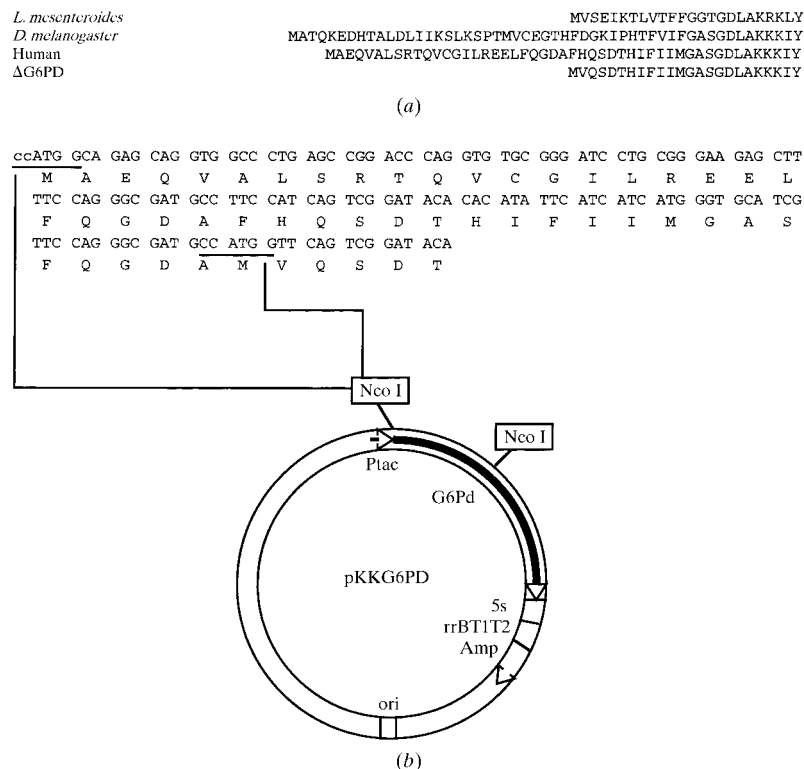 L. mesenteroides MVSEIKTLVTFFGGTGDLAKRKLY
D. melanogaster MATQKEDHTALDLIIKSLKSPTMVCEGTHFDGKIPHTFVIFGASGDLAKKKIY
Human MAEQVALSRTQVCGILREELFQGDAFHQSDTHIFIIMGASGDLAKKKIY
ΔG6PD MVQSDTHIFIIMGASGDLAKKKIY
(a)
ccATGG GCA GAG CAG GTG GCC CTG AGC CGG ACC CAG GTG TGC GGG ATC CTG CGG GAA GAG CTT
M A E Q V A L S R T Q V C G I L R E E L
TTC CAG GGC GAT GCC TTC CAT CAG TCG GAT ACA CAC ATA TTC ATC ATC ATG GGT GCA TCG
F Q G D A F H Q S D T H I F I I M G A S
TTC CAG GGC GAT GCC ATG GTT CAG TCG GAT ACA
F Q G D A M V Q S D T
Nco I
Nco I
Ptac
G6Pd
pKKG6PD
5s
rrBT1T2
Amp
ori
(b)